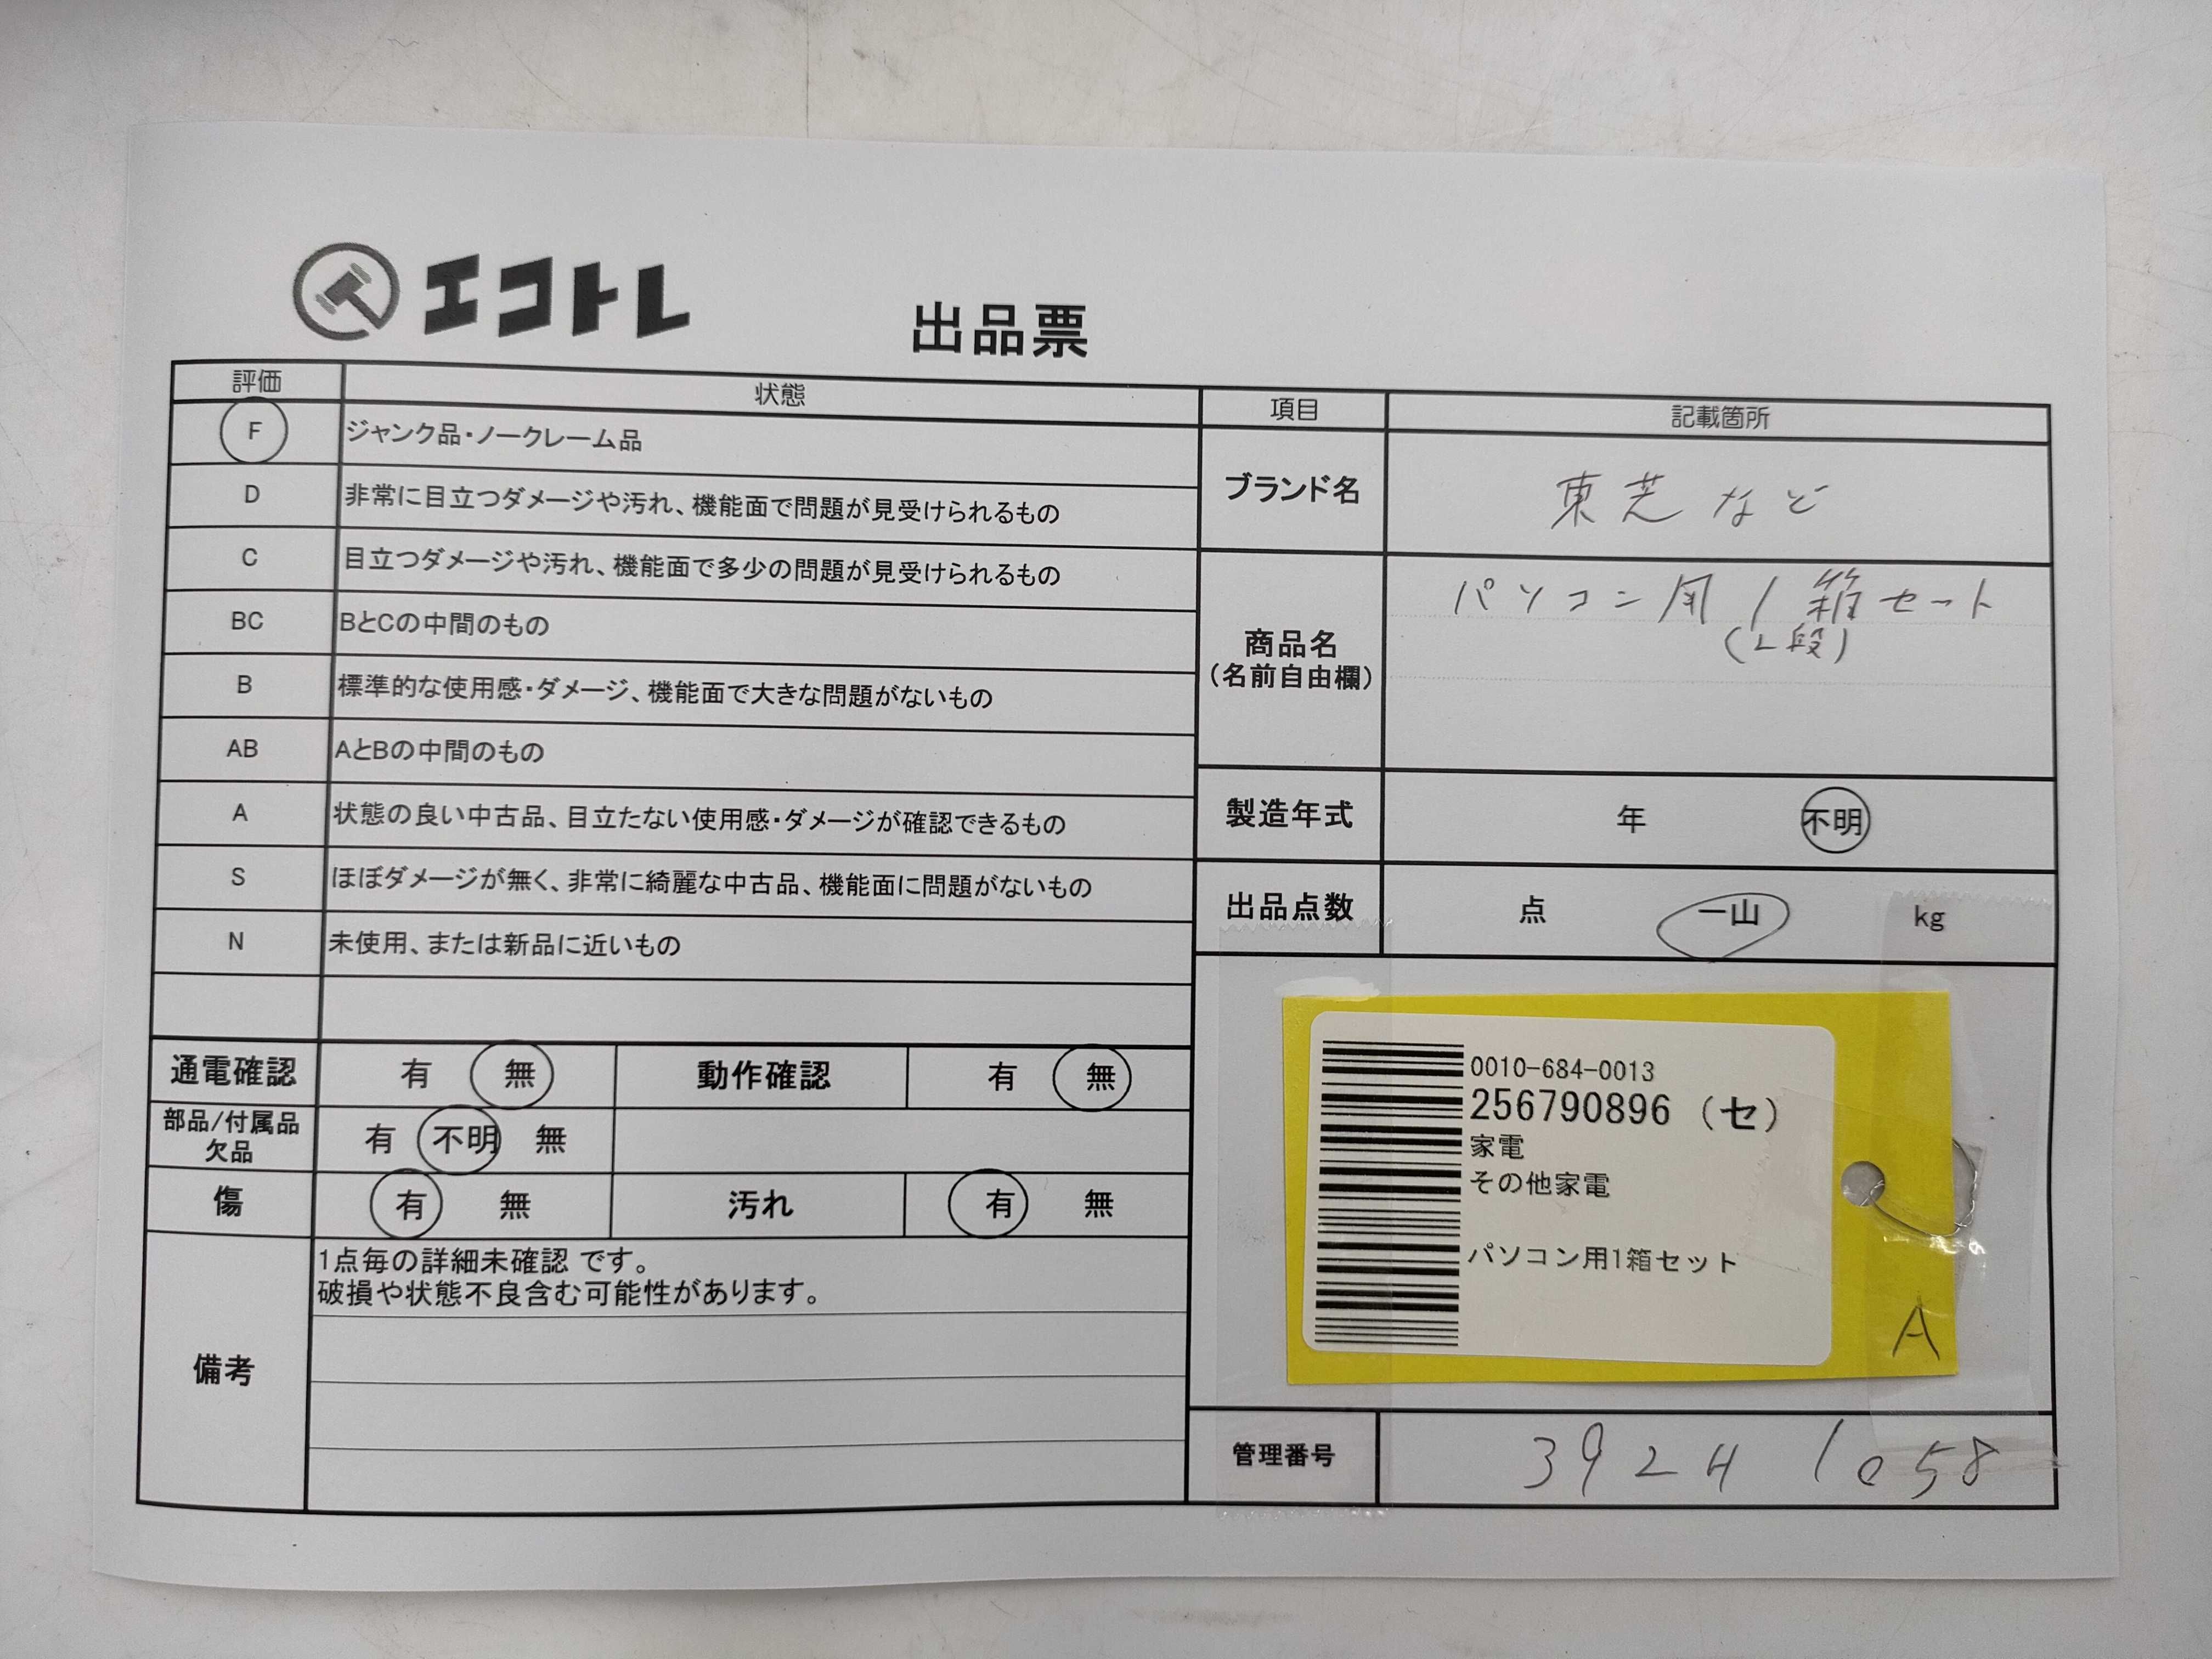 エコトレ
出品票
評価 状態
F ジャンク品・ノークレーム品
D 非常に目立つダメージや汚れ、機能面で問題が見受けられるもの
C 目立つダメージや汚れ、機能面で多少の問題が見受けられるもの
BC BとCの中間のもの
B 標準的な使用感・ダメージ、機能面で大きな問題がないもの
AB AとBの中間のもの
A 状態の良い中古品、目立たない使用感・ダメージが確認できるもの
S ほぼダメージが無く、非常に綺麗な中古品、機能面に問題がないもの
N 未使用、または新品に近いもの
通電確認 有 無 動作確認 有 無
部品/付属品
欠品
有 不明 無
傷 有 無 汚れ 有 無
備考
1点毎の詳細未確認 です。
破損や状態不良含む可能性があります。
項目 記載箇所
ブランド名 東芝など
商品名
(名前自由欄)
パソコン用 1箱セット
製造年式 年 不明
出品点数 点 一山 kg
0010-684-0013
256790896 (セ)
家電
その他家電
パソコン用1箱セット
A
管理番号 3924 1058